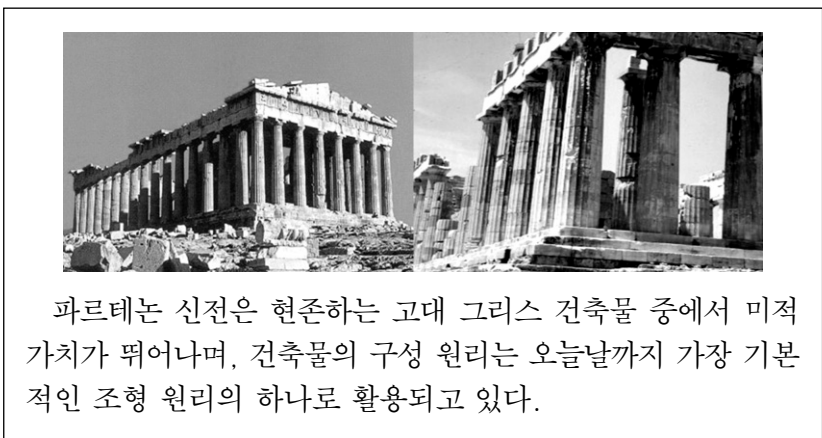 파르테논 신전은 현존하는 고대 그리스 건축물 중에서 미적
가치가 뛰어나며, 건축물의 구성 원리는 오늘날까지 가장 기본
적인 조형 원리의 하나로 활용되고 있다.